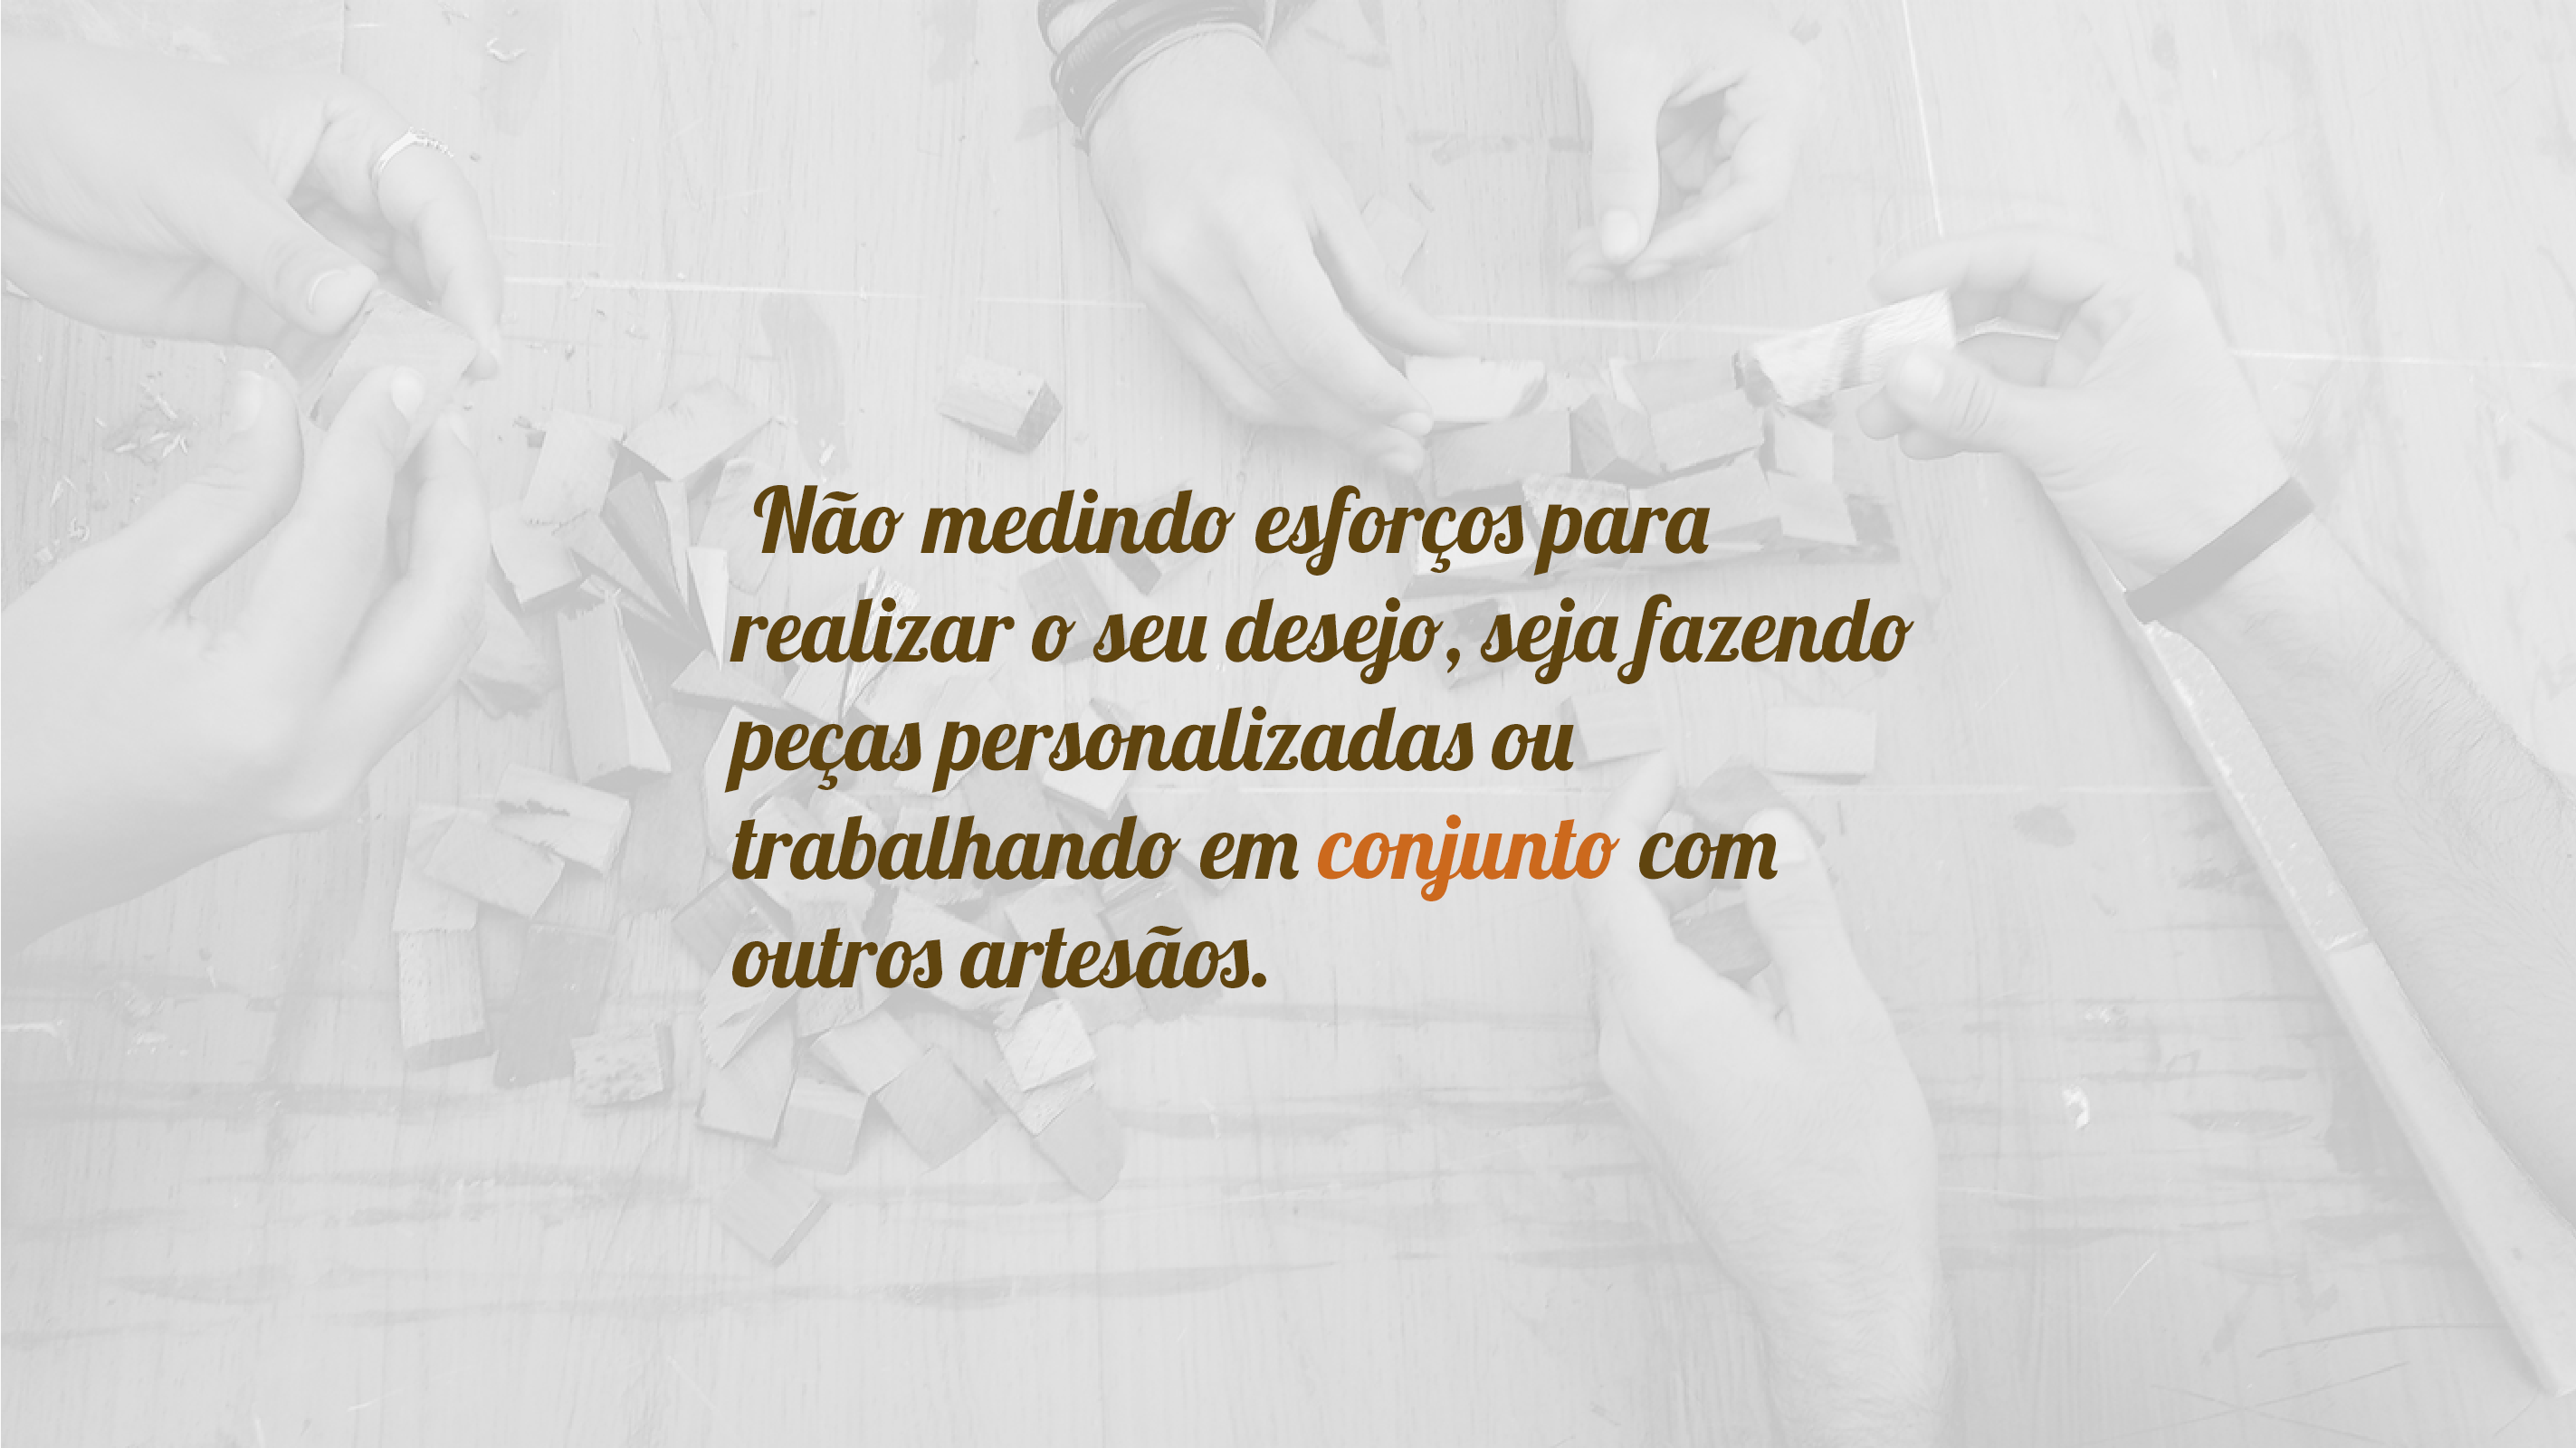 Não medindo esforços para
realizar o seu desejo, seja fazendo
peças personalizadas ou
trabalhando em conjunto com
outros artesãos.